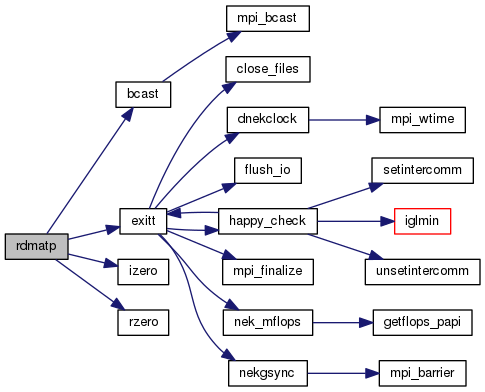 mpi_bcast
close_files
bcast
dnekclock
mpi_wtime
flush_io
setintercomm
exitt
happy_check
iglmin
rdmatp
izero
mpi_finalize
unsetintercomm
rzero
nek_mflops
getflops_papi
nekgsync
mpi_barrier